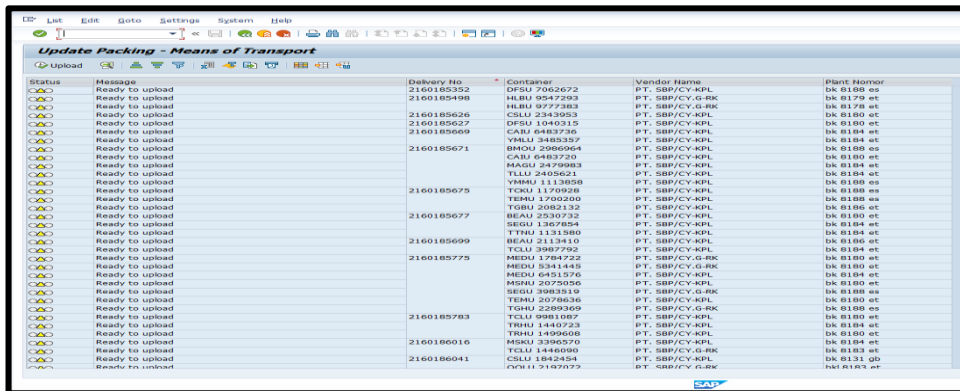 List Edit Goto Settings System Help
Update Packing - Means of Transport
Upload
Status Message Delivery No Container Vendor Name Plant Nomor
Ready to upload 2160185352 DFSU 7062672 PT. SBP/CY-KPL bk 8188 es
Ready to upload 2160185498 HLBU 9547293 PT. SBP/CY.G-RK bk 8179 et
Ready to upload HLBU 9777383 PT. SBP/CY.G-RK bk 8178 et
Ready to upload 2160185626 CSLU 2343953 PT. SBP/CY-KPL bk 8180 et
Ready to upload 2160185627 DFSU 1040315 PT. SBP/CY-KPL bk 8180 et
Ready to upload 2160185669 CAIU 6483736 PT. SBP/CY-KPL bk 8184 et
Ready to upload YMLU 3485357 PT. SBP/CY-KPL bk 8184 et
Ready to upload 2160185671 BMOU 2986964 PT. SBP/CY-KPL bk 8188 es
Ready to upload CAIU 6483720 PT. SBP/CY-KPL bk 8180 et
Ready to upload MAGU 2479983 PT. SBP/CY-KPL bk 8184 et
Ready to upload TLLU 2405621 PT. SBP/CY-KPL bk 8184 et
Ready to upload YMMU 1113858 PT. SBP/CY-KPL bk 8188 es
Ready to upload 2160185675 TCKU 1170928 PT. SBP/CY-KPL bk 8188 es
Ready to upload TEMU 1700200 PT. SBP/CY-KPL bk 8188 es
Ready to upload TGBU 2082132 PT. SBP/CY-KPL bk 8186 et
Ready to upload 2160185677 BEAU 2530732 PT. SBP/CY-KPL bk 8180 et
Ready to upload SEGU 1367854 PT. SBP/CY-KPL bk 8184 et
Ready to upload TTNU 1131580 PT. SBP/CY-KPL bk 8184 et
Ready to upload 2160185699 BEAU 2113410 PT. SBP/CY-KPL bk 8186 et
Ready to upload TCLU 3987792 PT. SBP/CY-KPL bk 8184 et
Ready to upload 2160185775 MEDU 1784722 PT. SBP/CY.G-RK bk 8180 et
Ready to upload MEDU 5341445 PT. SBP/CY.G-RK bk 8180 et
Ready to upload MEDU 6451576 PT. SBP/CY-KPL bk 8184 et
Ready to upload MSNU 2075056 PT. SBP/CY-KPL bk 8180 et
Ready to upload SEGU 3983519 PT. SBP/CY.G-RK bk 8188 es
Ready to upload TEMU 2078636 PT. SBP/CY-KPL bk 8180 et
Ready to upload TGHU 2289369 PT. SBP/CY.G-RK bk 8188 es
Ready to upload 2160185783 TCLU 9981087 PT. SBP/CY-KPL bk 8180 et
Ready to upload TRHU 1440723 PT. SBP/CY-KPL bk 8184 et
Ready to upload TRHU 1499608 PT. SBP/CY-KPL bk 8180 et
Ready to upload 2160186016 MSKU 3396570 PT. SBP/CY-KPL bk 8184 et
Ready to upload TCLU 1446090 PT. SBP/CY.G-RK bk 8183 et
Ready to upload 2160186041 CSLU 1842454 PT. SBP/CY-KPL bk 8131 gb
Ready to upload OOLU 2197072 PT. SBP/CY.G-RK bkl 8183 et
SAP